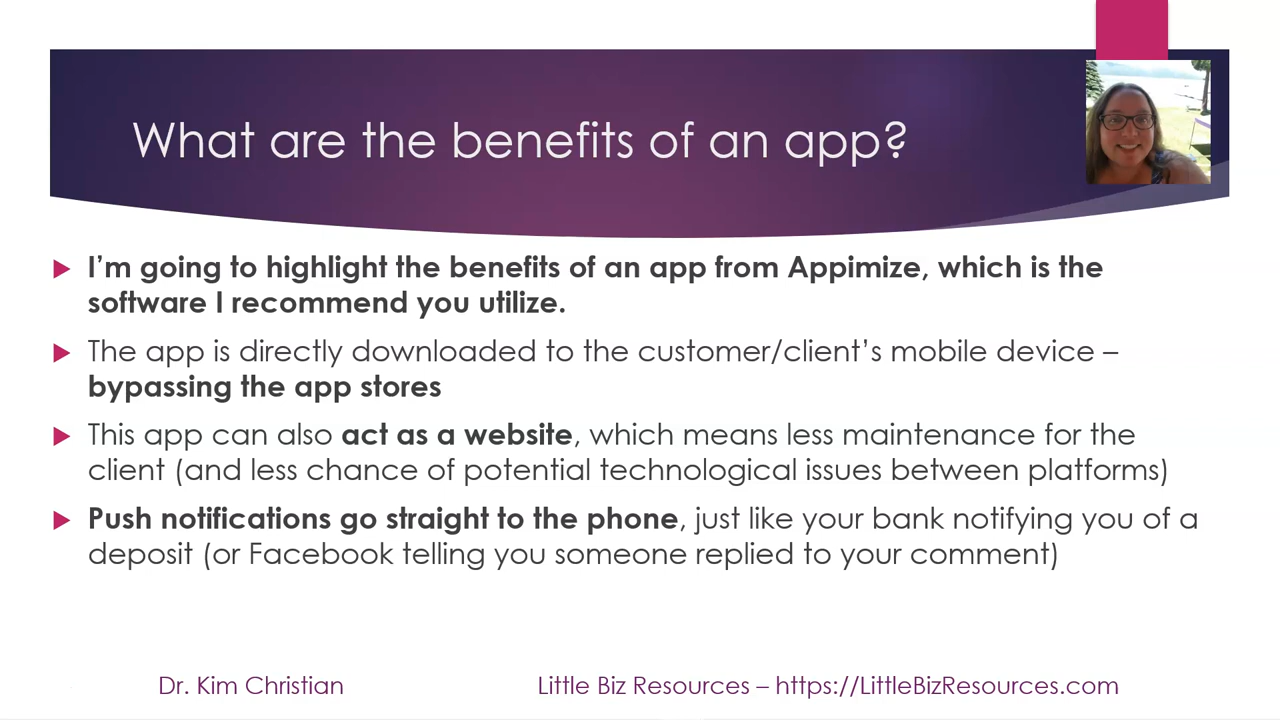 What are the benefits of an app?
I'm going to highlight the benefits of an app from Appimize, which is the
software I recommend you utilize.
The app is directly downloaded to the customer/client's mobile device –
bypassing the app stores
This app can also act as a website, which means less maintenance for the
client (and less chance of potential technological issues between platforms)
Push notifications go straight to the phone, just like your bank notifying you of a
deposit (or Facebook telling you someone replied to your comment)
Dr. Kim Christian
Little Biz Resources – https://LittleBizResources.com